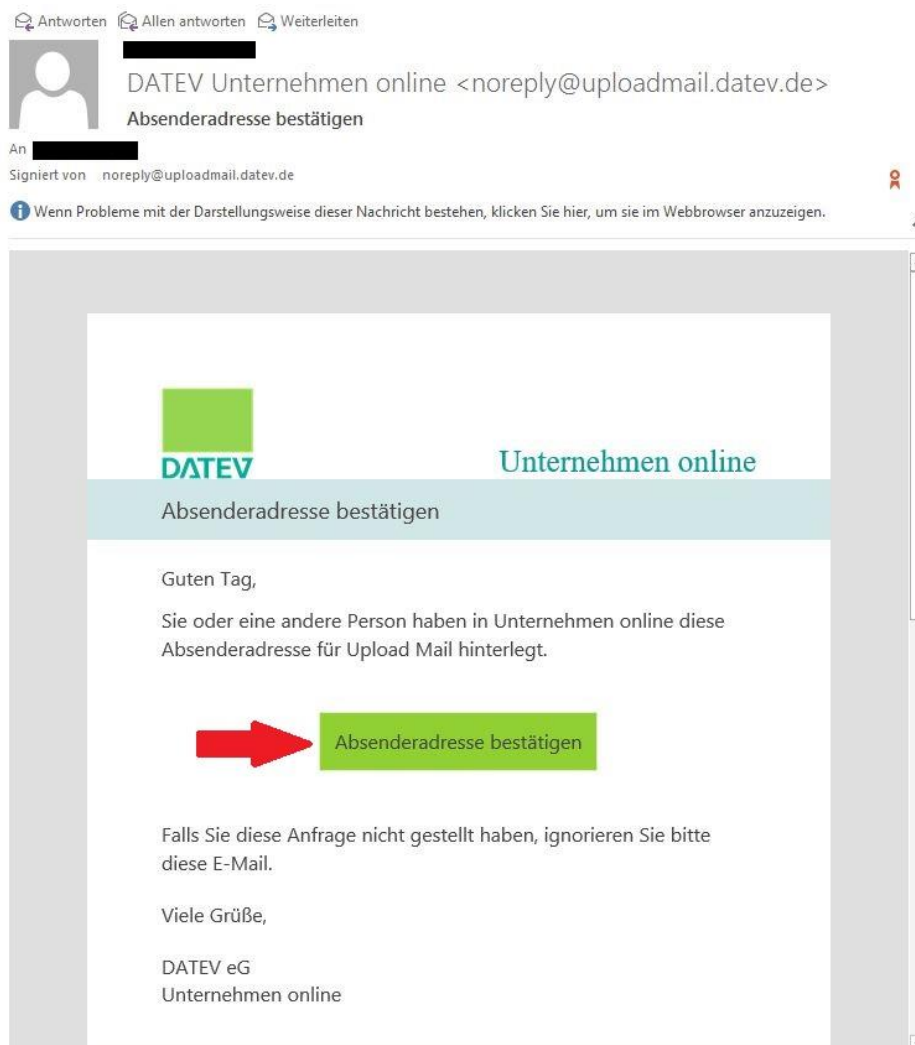 Antworten Allen antworten Weiterleiten
DATEV Unternehmen online <noreply@uploadmail.datev.de>
Absenderadresse bestätigen
An
Signiert von noreply@uploadmail.datev.de
Wenn Probleme mit der Darstellungsweise dieser Nachricht bestehen, klicken Sie hier, um sie im Webbrowser anzuzeigen.
DATEV
Unternehmen online
Absenderadresse bestätigen
Guten Tag,
Sie oder eine andere Person haben in Unternehmen online diese
Absenderadresse für Upload Mail hinterlegt.
Absenderadresse bestätigen
Falls Sie diese Anfrage nicht gestellt haben, ignorieren Sie bitte
diese E-Mail.
Viele Grüße,
DATEV eG
Unternehmen online